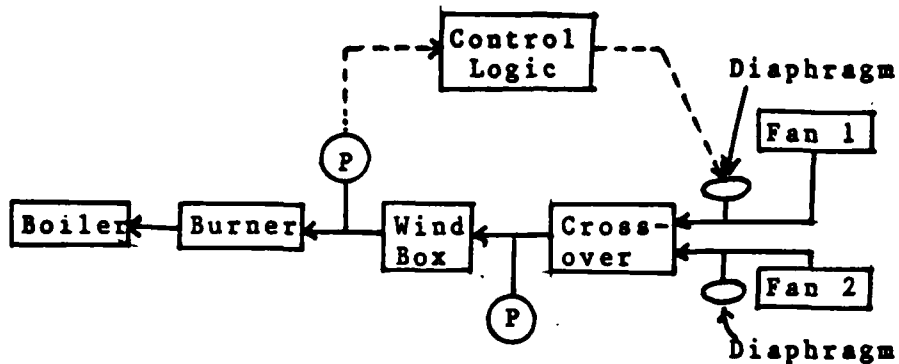 Control
Logic
Diaphragm
Fan 1
P
Boiler
Burner
Wind
Box
Cross-
over
Fan 2
P
Diaphragm